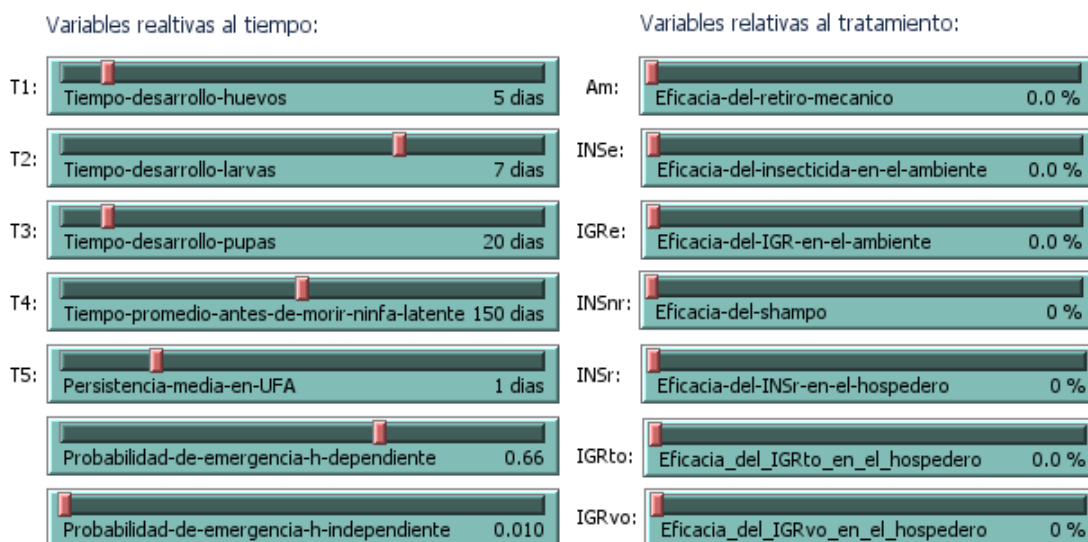 Variables realtivas al tiempo:
T1:
Tiempo-desarrollo-huevos 5 dias
T2:
Tiempo-desarrollo-larvas 7 dias
T3:
Tiempo-desarrollo-pupas 20 dias
T4:
Tiempo-promedio-antes-de-morir-ninfa-latente 150 dias
T5:
Persistencia-media-en-UFA 1 dias
Probabilidad-de-emergencia-h-dependiente 0.66
Probabilidad-de-emergencia-h-independiente 0.010
Variables relativas al tratamiento:
Am:
Eficacia-del-retiro-mecanico 0.0 %
INSe:
Eficacia-del-insecticida-en-el-ambiente 0.0 %
IGRe:
Eficacia-del-IGR-en-el-ambiente 0.0 %
INSnr:
Eficacia-del-shampo 0 %
INSr:
Eficacia-del-INSr-en-el-hospedero 0 %
IGRto:
Eficacia_del_IGRto_en_el_hospedero 0.0 %
IGRvo:
Eficacia_del_IGRvo_en_el_hospedero 0 %